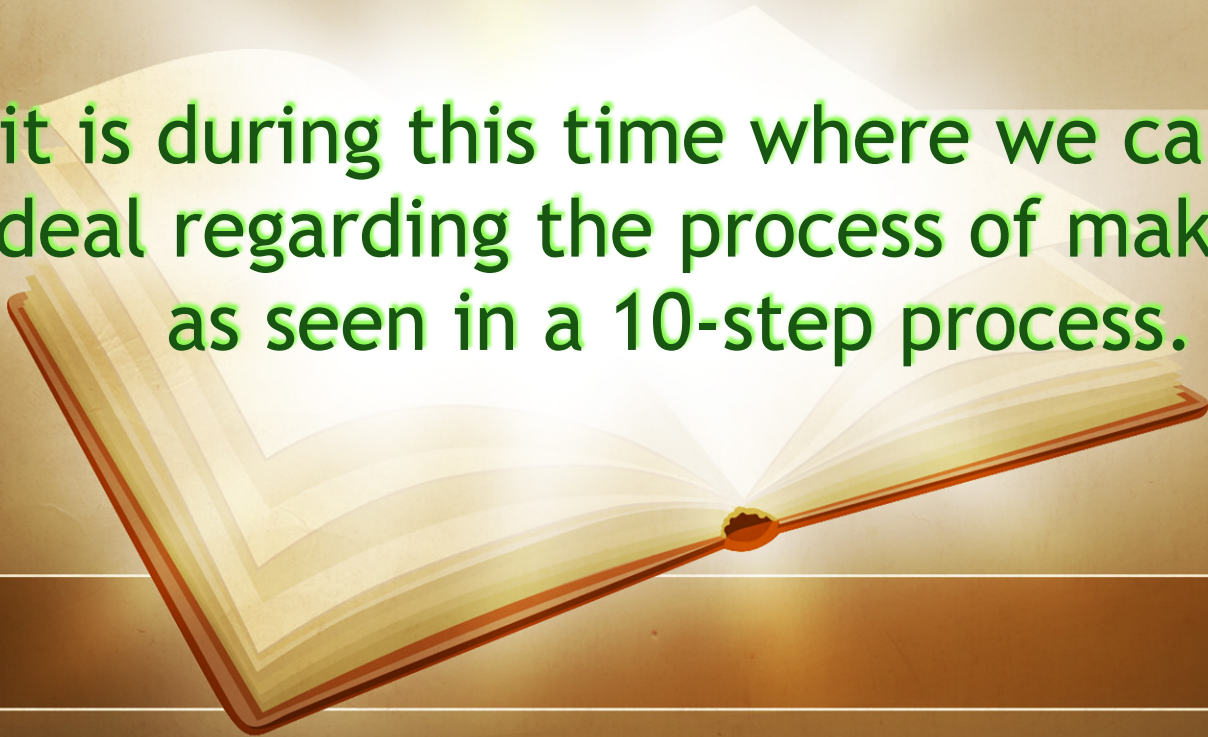 it is during this time where we ca
deal regarding the process of mak
as seen in a 10-step process.